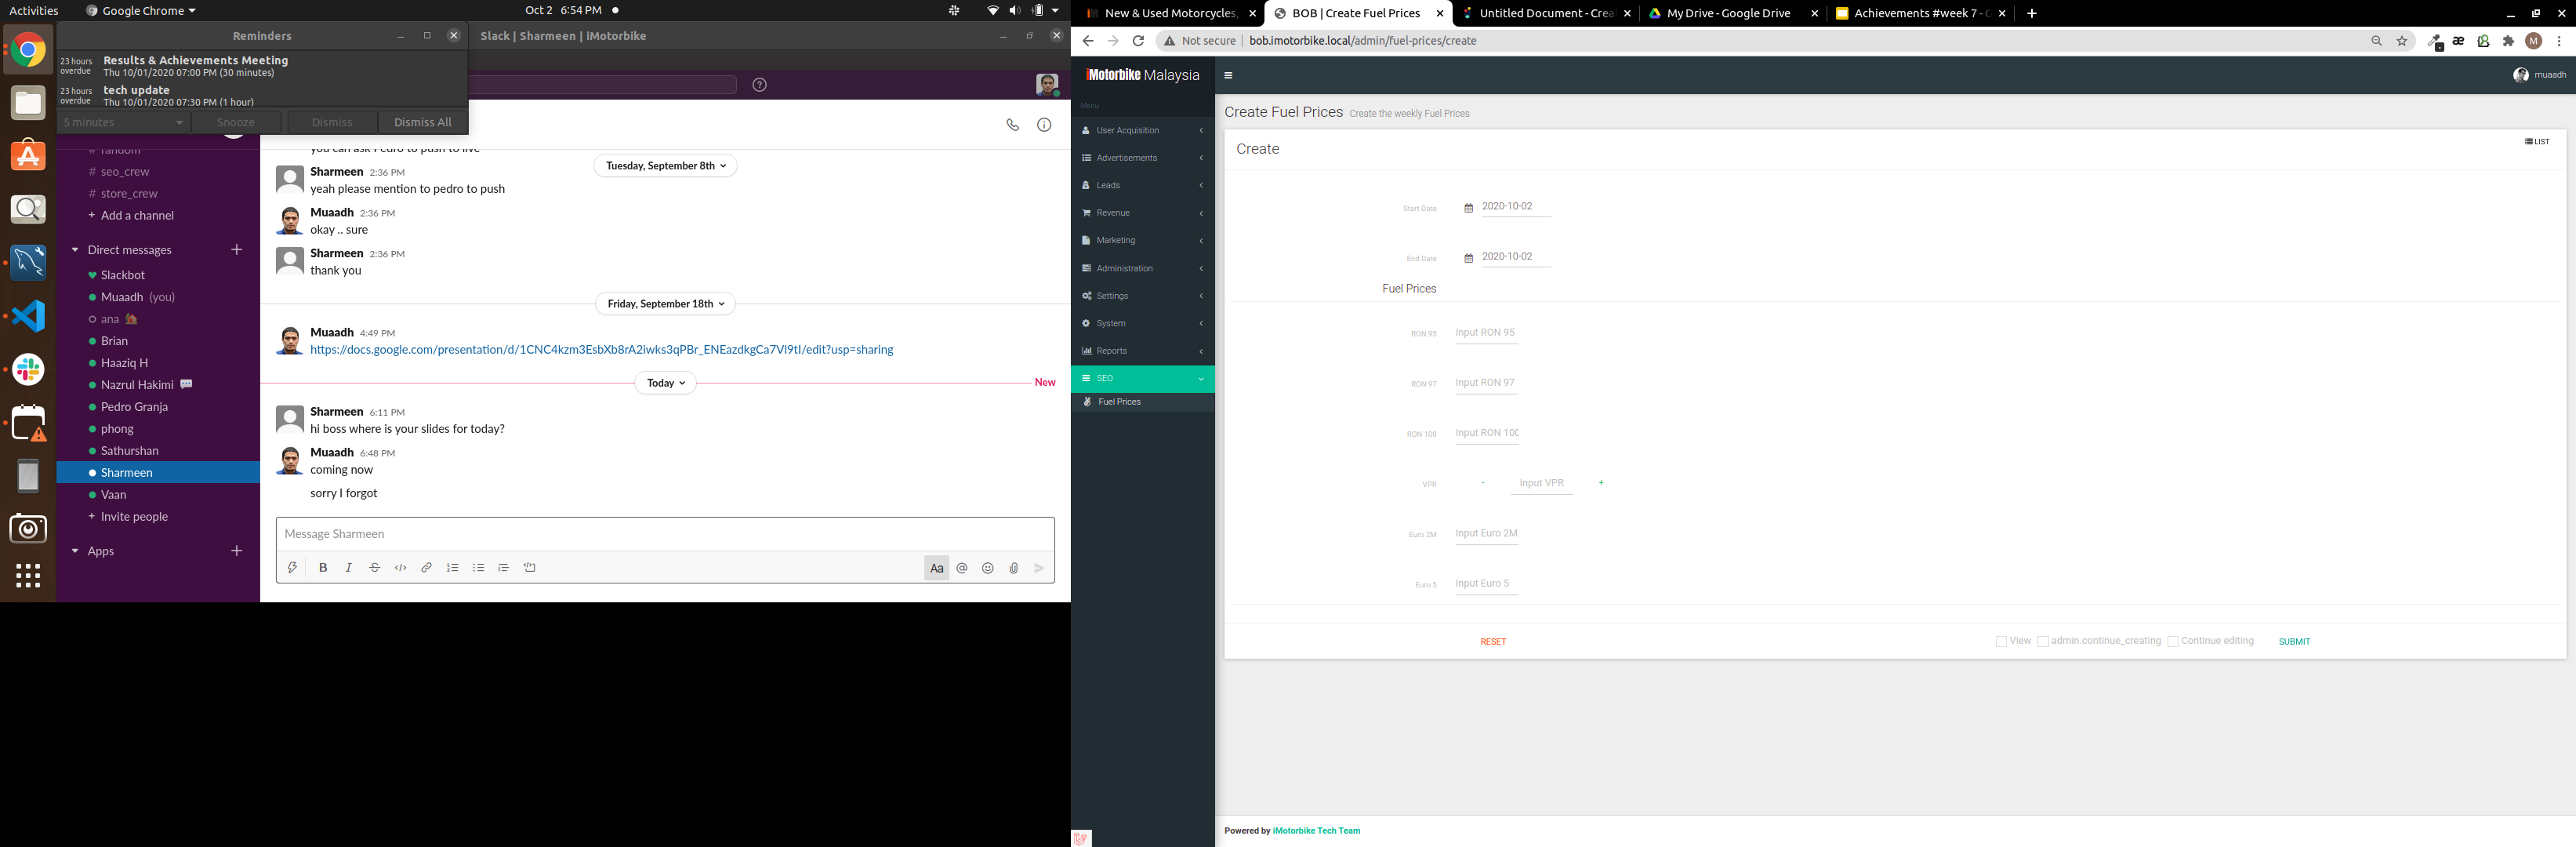 Activities
Google Chrome
Oct 2 6:54 PM
Reminders
Slack | Sharmeen | iMotorbike
23 hours overdue
Results & Achievements Meeting
Thu 10/01/2020 07:00 PM (30 minutes)
23 hours overdue
tech update
Thu 10/01/2020 07:30 PM (1 hour)
5 minutes
Snooze
Dismiss
Dismiss All
# random
# seo_crew
# store_crew
+ Add a channel
Direct messages
Slackbot
Muaadh (you)
ana
Brian
Haaziq H
Nazrul Hakimi
Pedro Granja
phong
Sathurshan
Sharmeen
Vaan
+ Invite people
Apps
you can ask Pedro to push to live
Tuesday, September 8th
Sharmeen 2:36 PM
yeah please mention to pedro to push
Muaadh 2:36 PM
okay .. sure
Sharmeen 2:36 PM
thank you
Friday, September 18th
Muaadh 4:49 PM
https://docs.google.com/presentation/d/1CNC4kzm3EsbXb8rA2iwks3qPBr_ENEazdkgCa7Vl9tI/edit?usp=sharing
Today
New
Sharmeen 6:11 PM
hi boss where is your slides for today?
Muaadh 6:48 PM
coming now
sorry I forgot
Message Sharmeen
Aa
New & Used Motorcycles,
BOB | Create Fuel Prices
Untitled Document - Crea
My Drive - Google Drive
Achievements #week 7 - G
Not secure | bob.imotorbike.local/admin/fuel-prices/create
M
iMotorbike Malaysia
muaadh
Menu
User Acquisition
Advertisements
Leads
Revenue
Marketing
Administration
Settings
System
Reports
SEO
Fuel Prices
Create Fuel Prices Create the weekly Fuel Prices
Create
LIST
Start Date 2020-10-02
End Date 2020-10-02
Fuel Prices
RON 95 Input RON 95
RON 97 Input RON 97
RON 100 Input RON 100
VPR - Input VPR +
Euro 2M Input Euro 2M
Euro 5 Input Euro 5
RESET
View
admin.continue_creating
Continue editing
SUBMIT
Powered by iMotorbike Tech Team